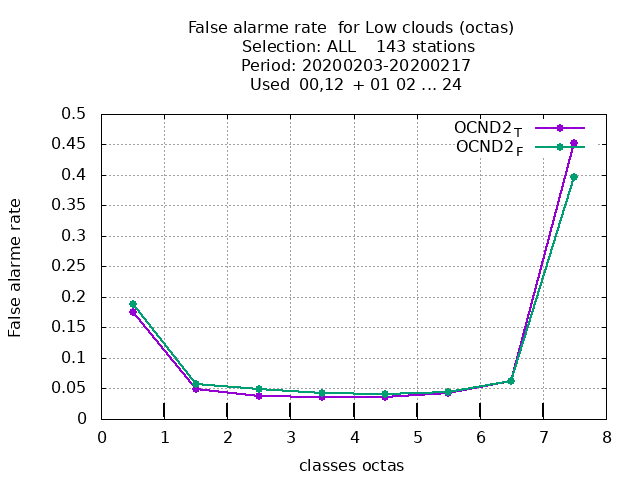 False alarme rate  for Low clouds (octas)
Selection: ALL    143 stations
Period: 20200203-20200217
Used  00,12  + 01 02 ... 24
0.5
0.45
0.4
0.35
0.3
0.25
0.2
0.15
0.1
0.05
0
OCND2T
OCND2F
False alarme rate
0 1 2 3 4 5 6 7 8
classes octas